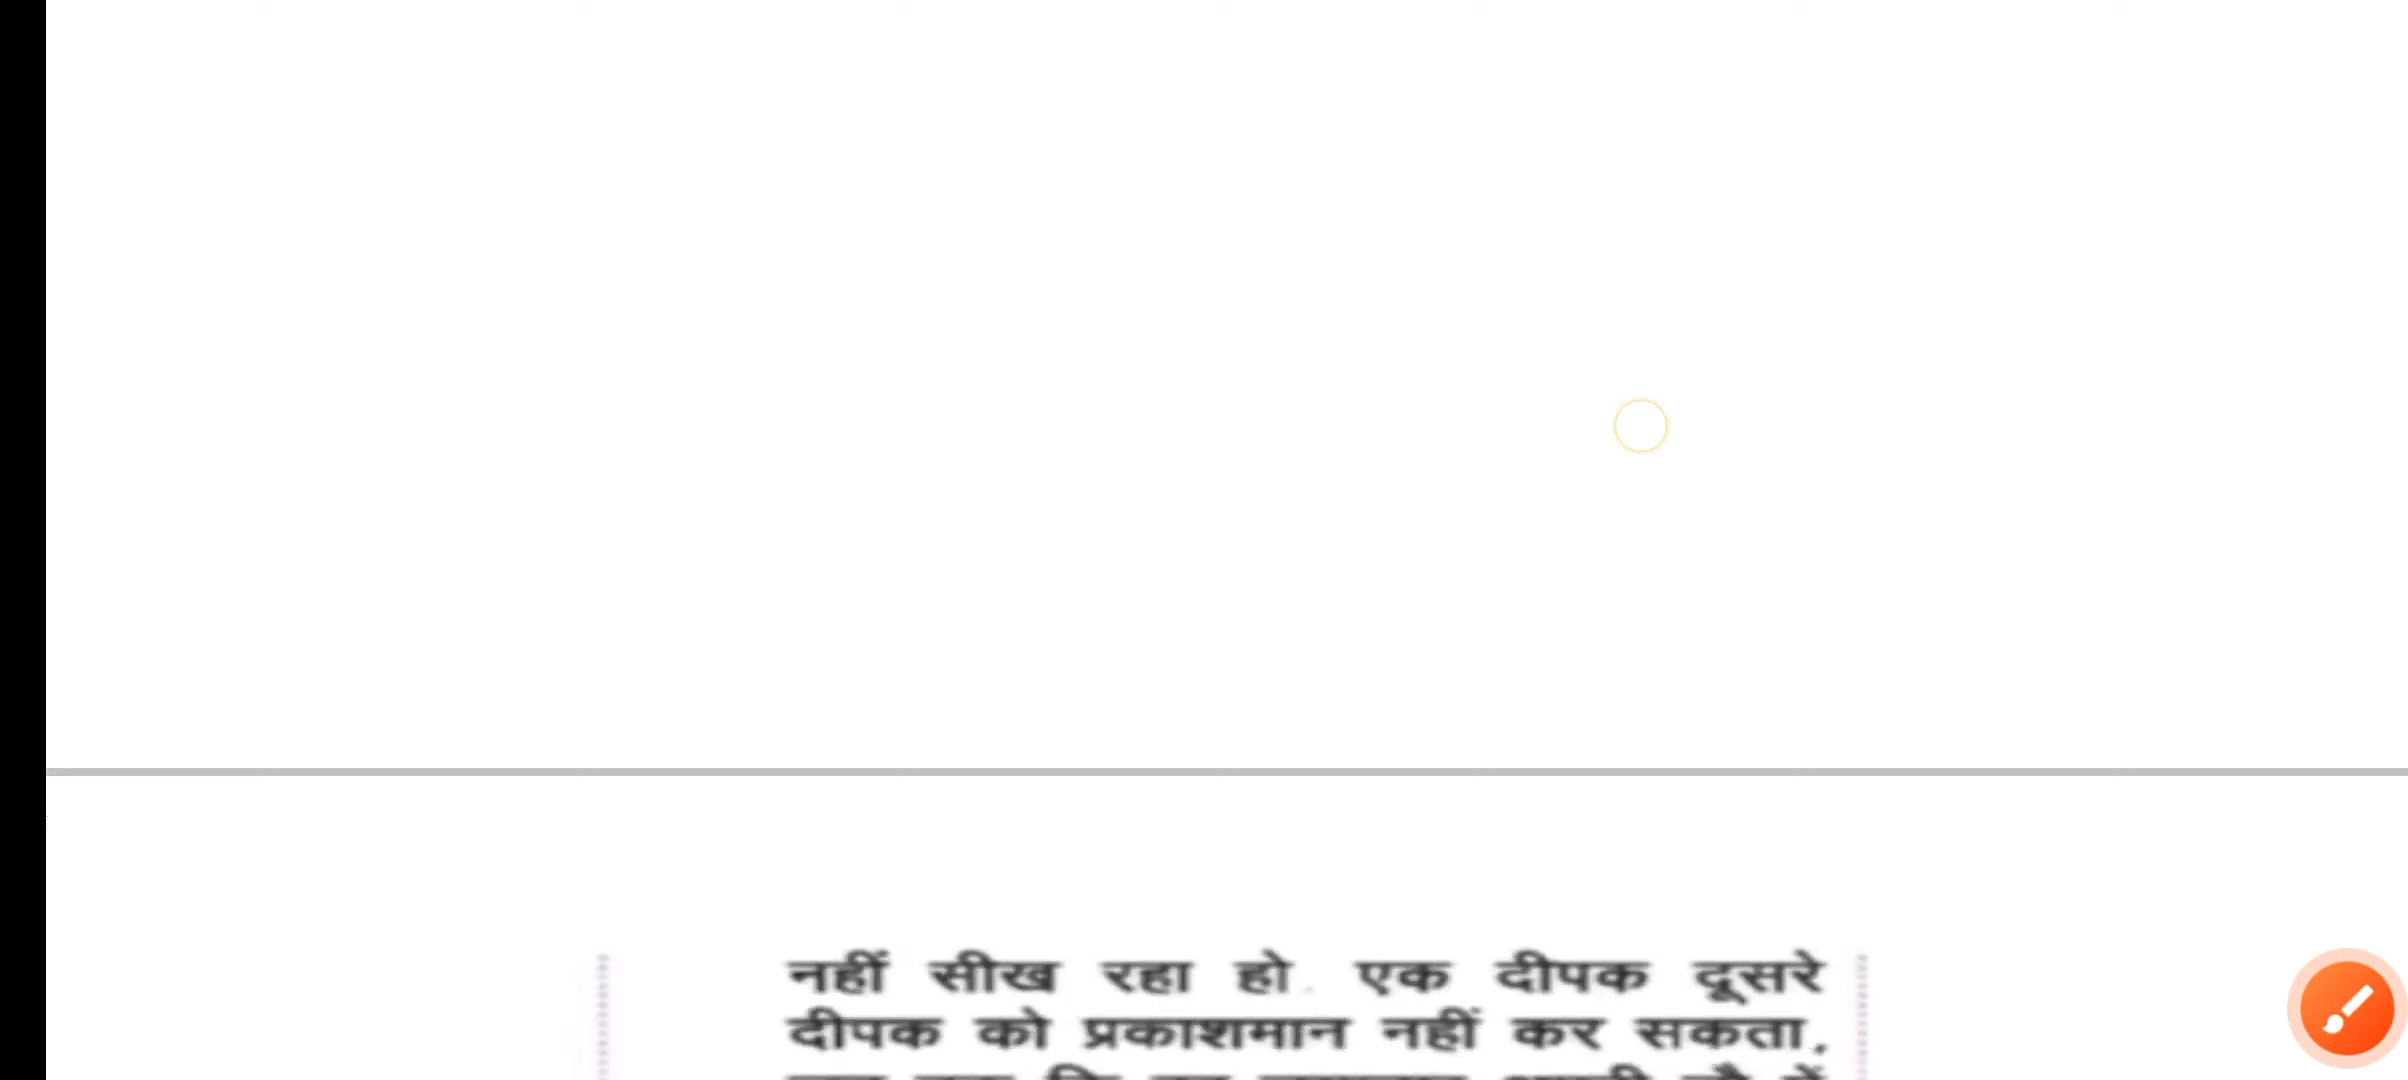 नहीं सीख रहा हो. एक दीपक दूसरे
दीपक को प्रकाशमान नहीं कर सकता,